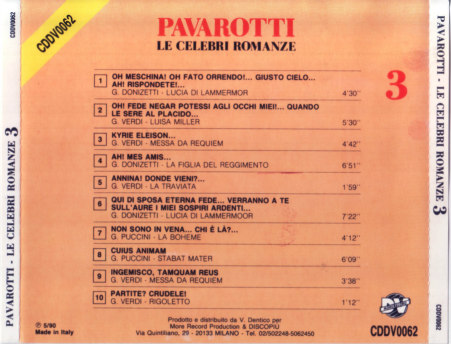 CDDV0062
PAVAROTTI
LE CELEBRI ROMANZE
3
1 OH MESCHINA! OH FATO ORRENDO!... GIUSTO CIELO...
AH! RISPONDETE!...
G. DONIZETTI - LUCIA DI LAMMERMOR 4'30"
2 OH! FEDE NEGAR POTESSI AGLI OCCHI MIEI!... QUANDO
LE SERE AL PLACIDO...
G. VERDI - LUISA MILLER 5'30"
3 KYRIE ELEISON...
G. VERDI - MESSA DA REQUIEM 4'42"
4 AH! MES AMIS...
G. DONIZETTI - LA FIGLIA DEL REGGIMENTO 6'51"
5 ANNINA! DONDE VIENI?...
G. VERDI - LA TRAVIATA 1'59"
6 QUI DI SPOSA ETERNA FEDE... VERRANNO A TE
SULL'AURE I MIEI SOSPIRI ARDENTI...
G. DONIZETTI - LUCIA DI LAMMERMOOR 7'22"
7 NON SONO IN VENA... CHI È LÀ?...
G. PUCCINI - LA BOHEME 4'12"
8 CUIUS ANIMAM
G. PUCCINI - STABAT MATER 6'09"
9 INGEMISCO, TAMQUAM REUS
G. VERDI - MESSA DA REQUIEM 3'38"
10 PARTITE? CRUDELE!
G. VERDI - RIGOLETTO 1'12"
℗ 5/90
Made in Italy
Prodotto e distribuito da V. Dentico per
More Record Production & DISCOPIÙ
Via Quintiliano, 29 - 20133 MILANO - Tel. 02/502248-5062450
CDDV0062
PAVAROTTI - LE CELEBRI ROMANZE 3
CDDV0062
PAVAROTTI - LE CELEBRI ROMANZE 3
CDDV0062